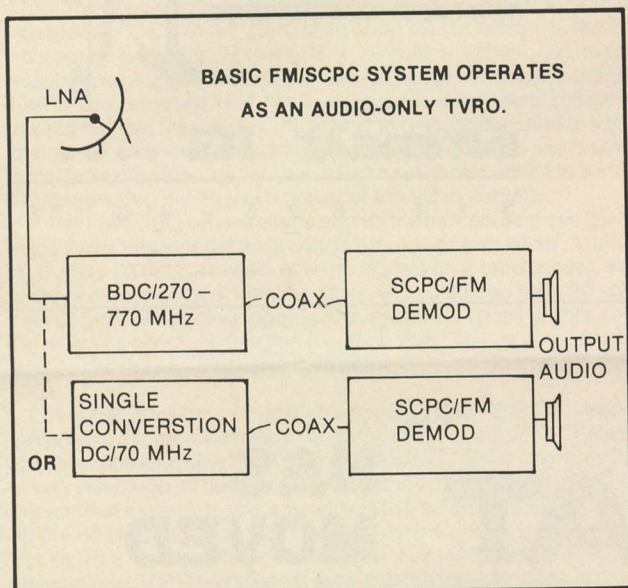 BASIC FM/SCPC SYSTEM OPERATES
AS AN AUDIO-ONLY TVRO.
LNA
BDC/270 –
770 MHz
COAX
SCPC/FM
DEMOD
OUTPUT
AUDIO
SINGLE
CONVERSTION
DC/70 MHz
COAX
SCPC/FM
DEMOD
OR